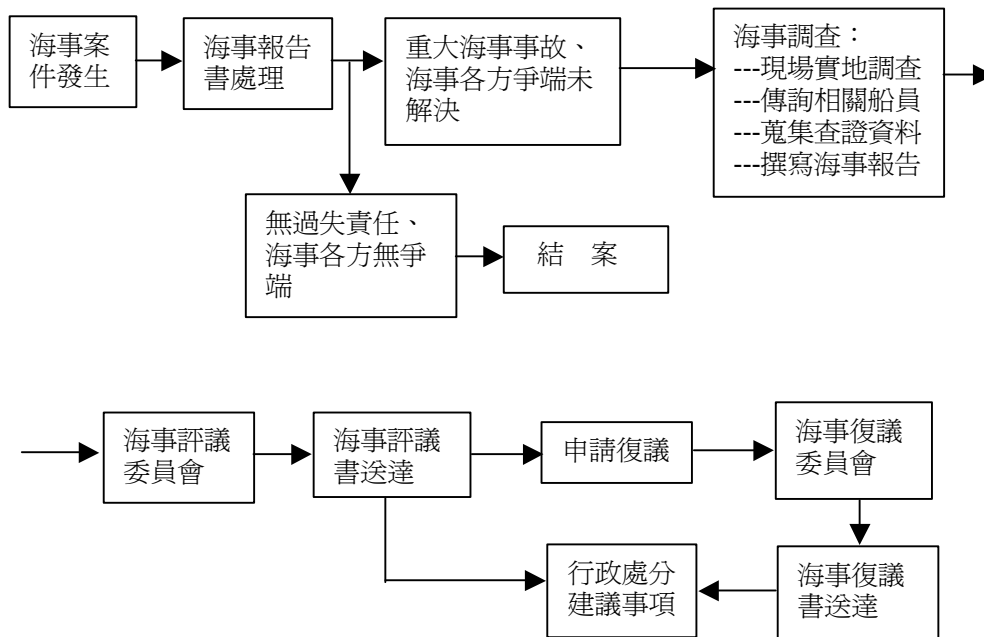 海事案
件發生
海事報告
書處理
重大海事事故、
海事各方爭端未
解決
海事調查：
---現場實地調查
---傳詢相關船員
---蒐集查證資料
---撰寫海事報告
無過失責任、
海事各方無爭
端
結　案
海事評議
委員會
海事評議
書送達
申請復議
海事復議
委員會
行政處分
建議事項
海事復議
書送達